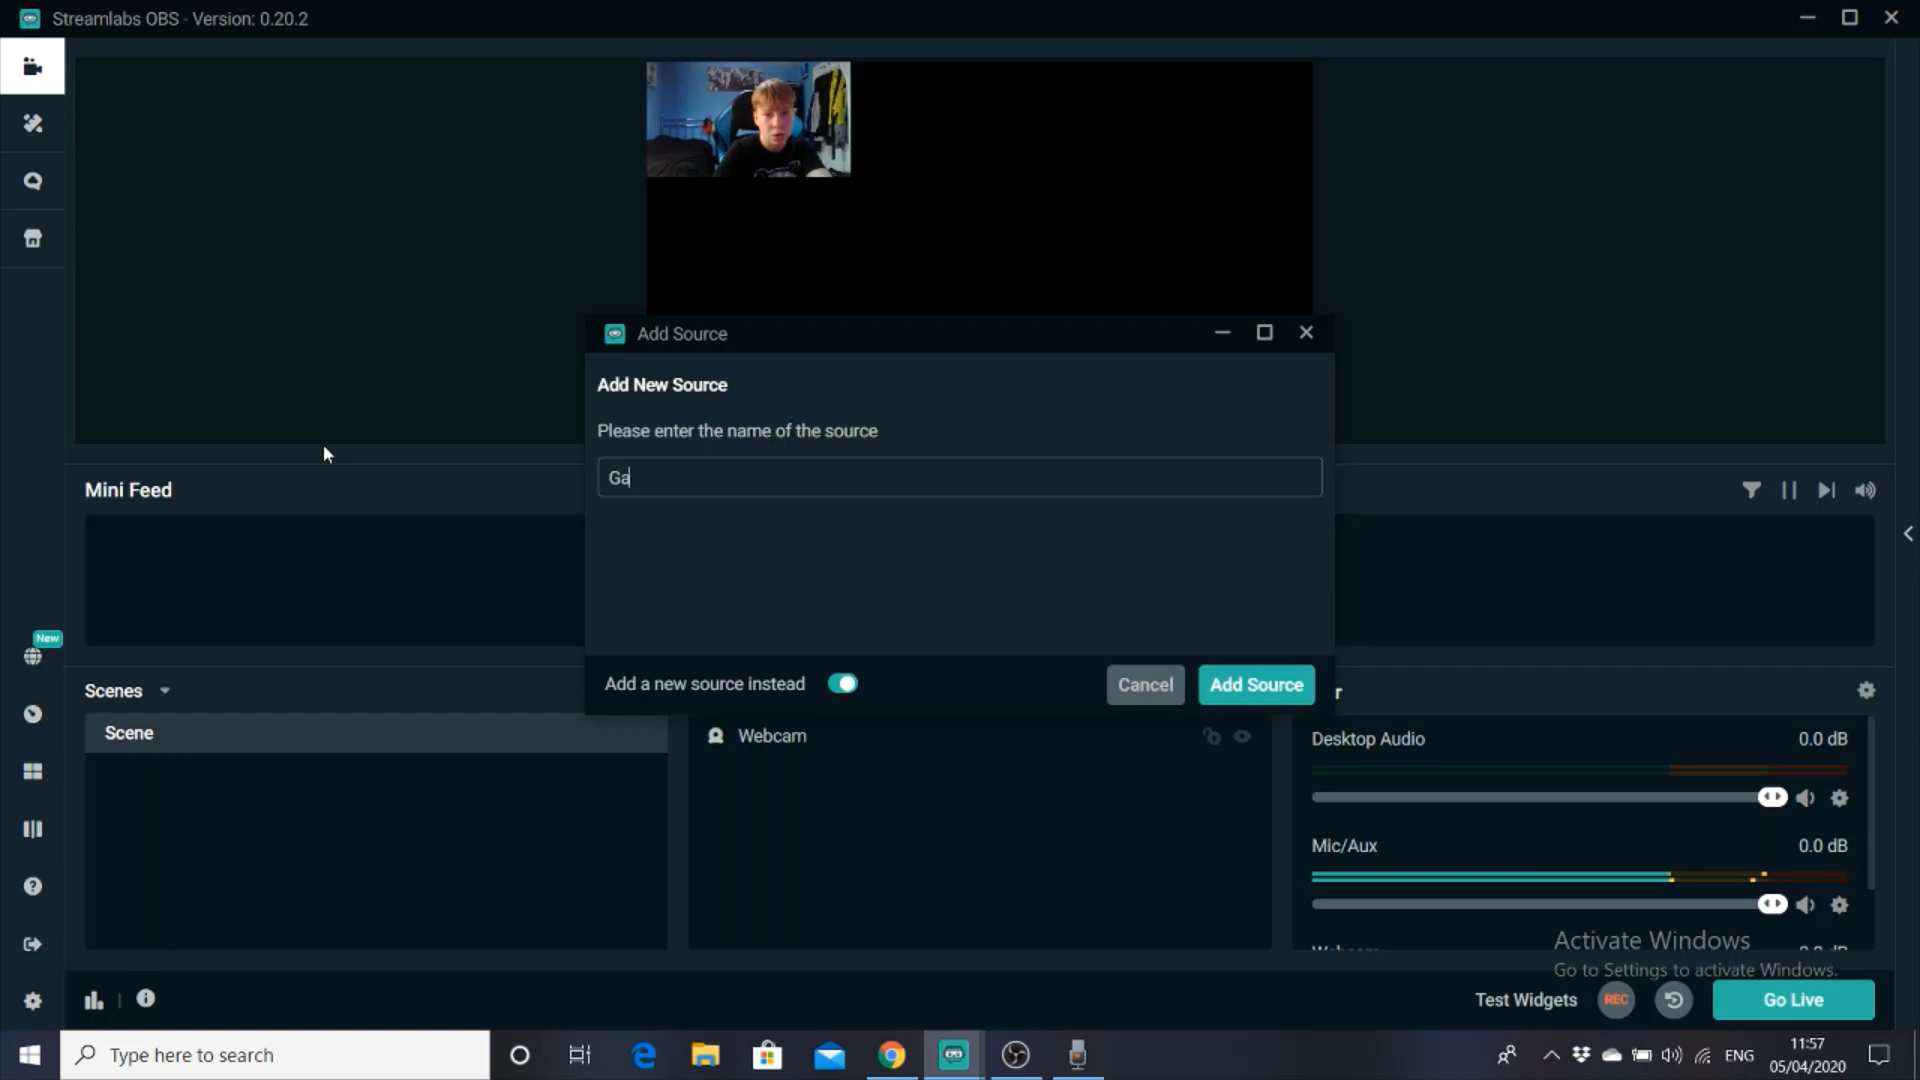 Streamlabs OBS - Version: 0.20.2
Add Source
Add New Source
Please enter the name of the source
Ga
Mini Feed
New
Add a new source instead
Cancel
Add Source
Scenes
r
Scene
Webcam
Desktop Audio
0.0 dB
Mic/Aux
0.0 dB
Activate Windows
Go to Settings to activate Windows.
Test Widgets
REC
Go Live
Type here to search
ENG
11:57
05/04/2020